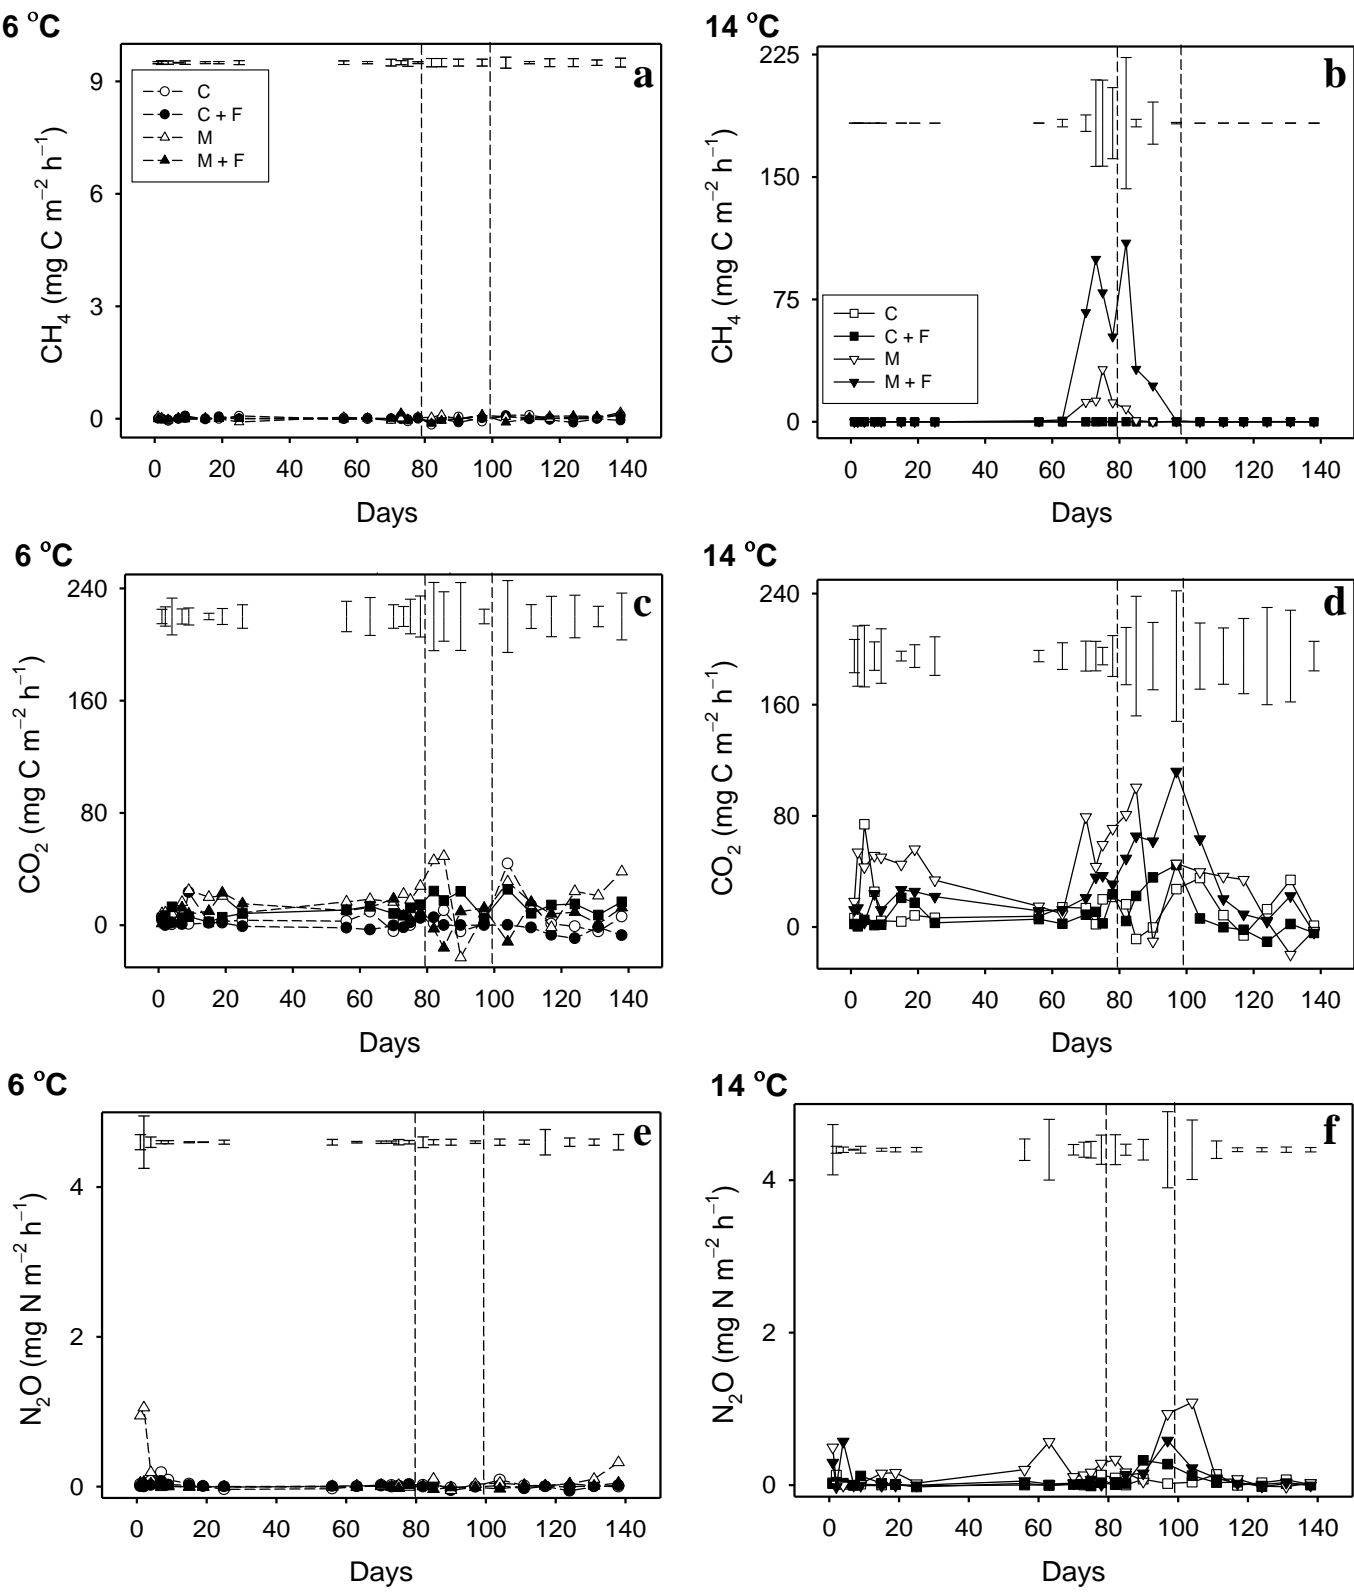 6 °C
a
9
6
3
0
CH₄ (mg C m⁻² h⁻¹)
C
C + F
M
M + F
0 20 40 60 80 100 120 140
Days
14 °C
b
225
150
75
0
CH₄ (mg C m⁻² h⁻¹)
C
C + F
M
M + F
0 20 40 60 80 100 120 140
Days
6 °C
c
240
160
80
0
CO₂ (mg C m⁻² h⁻¹)
0 20 40 60 80 100 120 140
Days
14 °C
d
240
160
80
0
CO₂ (mg C m⁻² h⁻¹)
0 20 40 60 80 100 120 140
Days
6 °C
e
4
2
0
N₂O (mg N m⁻² h⁻¹)
0 20 40 60 80 100 120 140
Days
14 °C
f
4
2
0
N₂O (mg N m⁻² h⁻¹)
0 20 40 60 80 100 120 140
Days